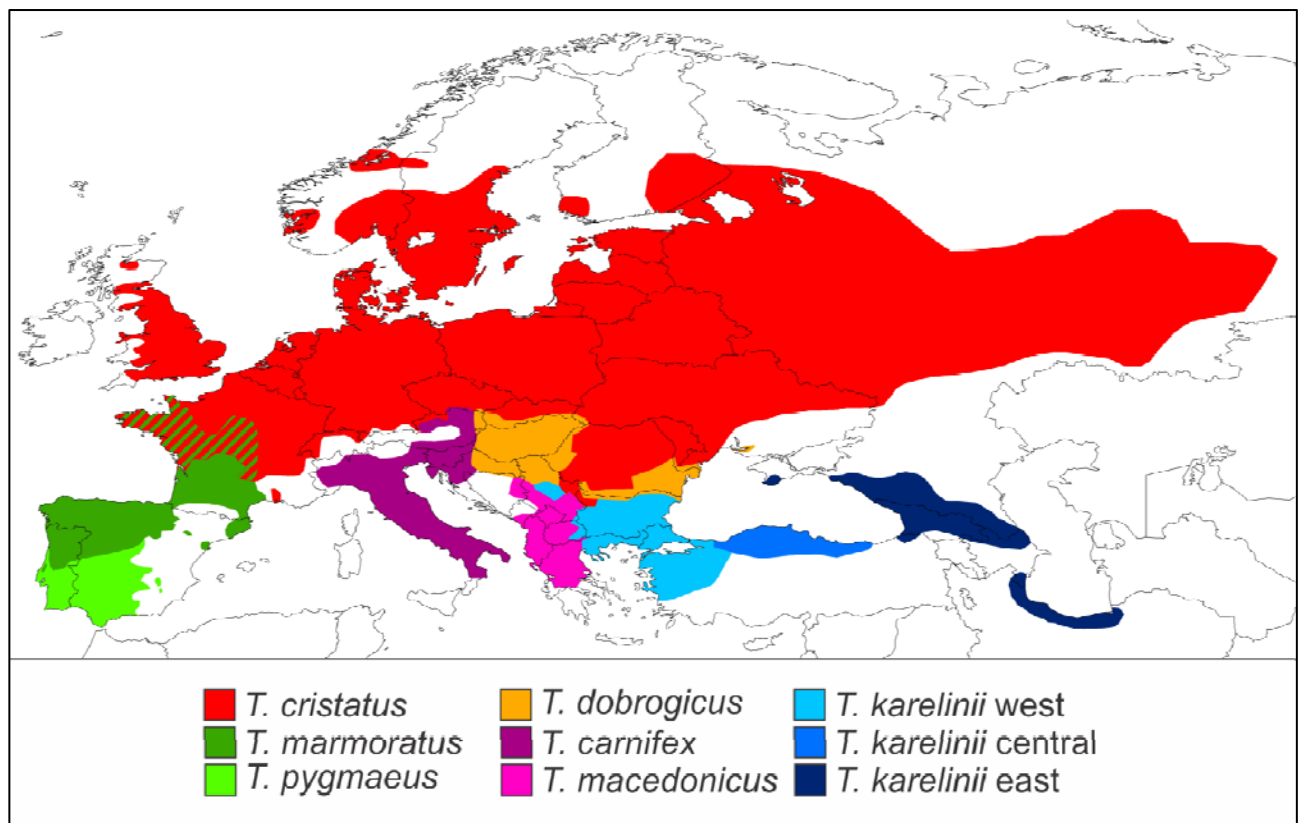 T. cristatus T. dobrogicus T. karelinii west
T. marmoratus T. carnifex T. karelinii central
T. pygmaeus T. macedonicus T. karelinii east